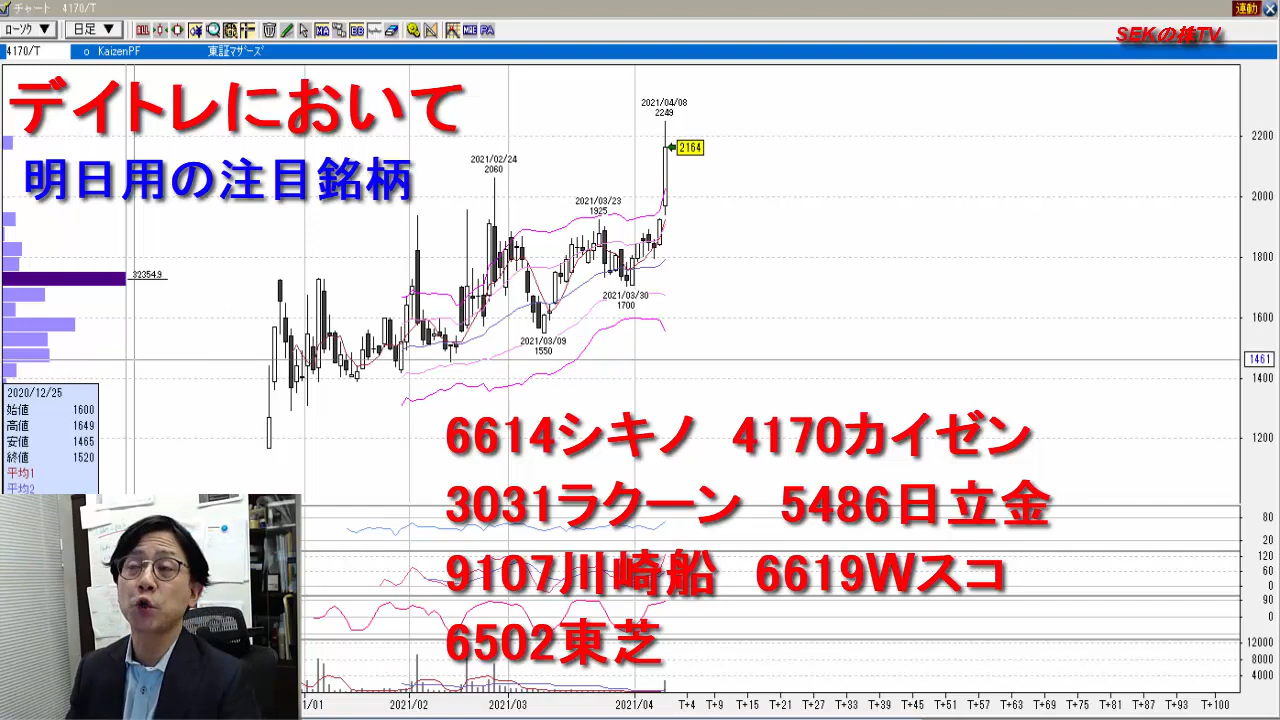 チャート 4170/T
連動
ローソク▼ 日足▼
MA BB PA
SEKの株TV
4170/T o KaizenPF 東証マザーズ
デイトレにおいて
明日用の注目銘柄
2021/04/08
2249
2200
2164
2021/02/24
2060
2000
2021/03/23
1925
1800
32354.9
2021/03/30
1700
1600
2021/03/09
1550
1461
1400
2020/12/25
始値 1600
高値 1649
安値 1465
終値 1520
平均1
平均2
1200
6614シキノ 4170カイゼン
3031ラクーン 5486日立金
9107川崎船 6619Wスコ
6502東芝
80
20
120
60
0
90
0
12000
8000
4000
1/01 2021/02 2021/03 2021/04 T+4 T+9 T+15 T+21 T+27 T+33 T+39 T+45 T+51 T+57 T+63 T+69 T+75 T+81 T+87 T+93 T+100